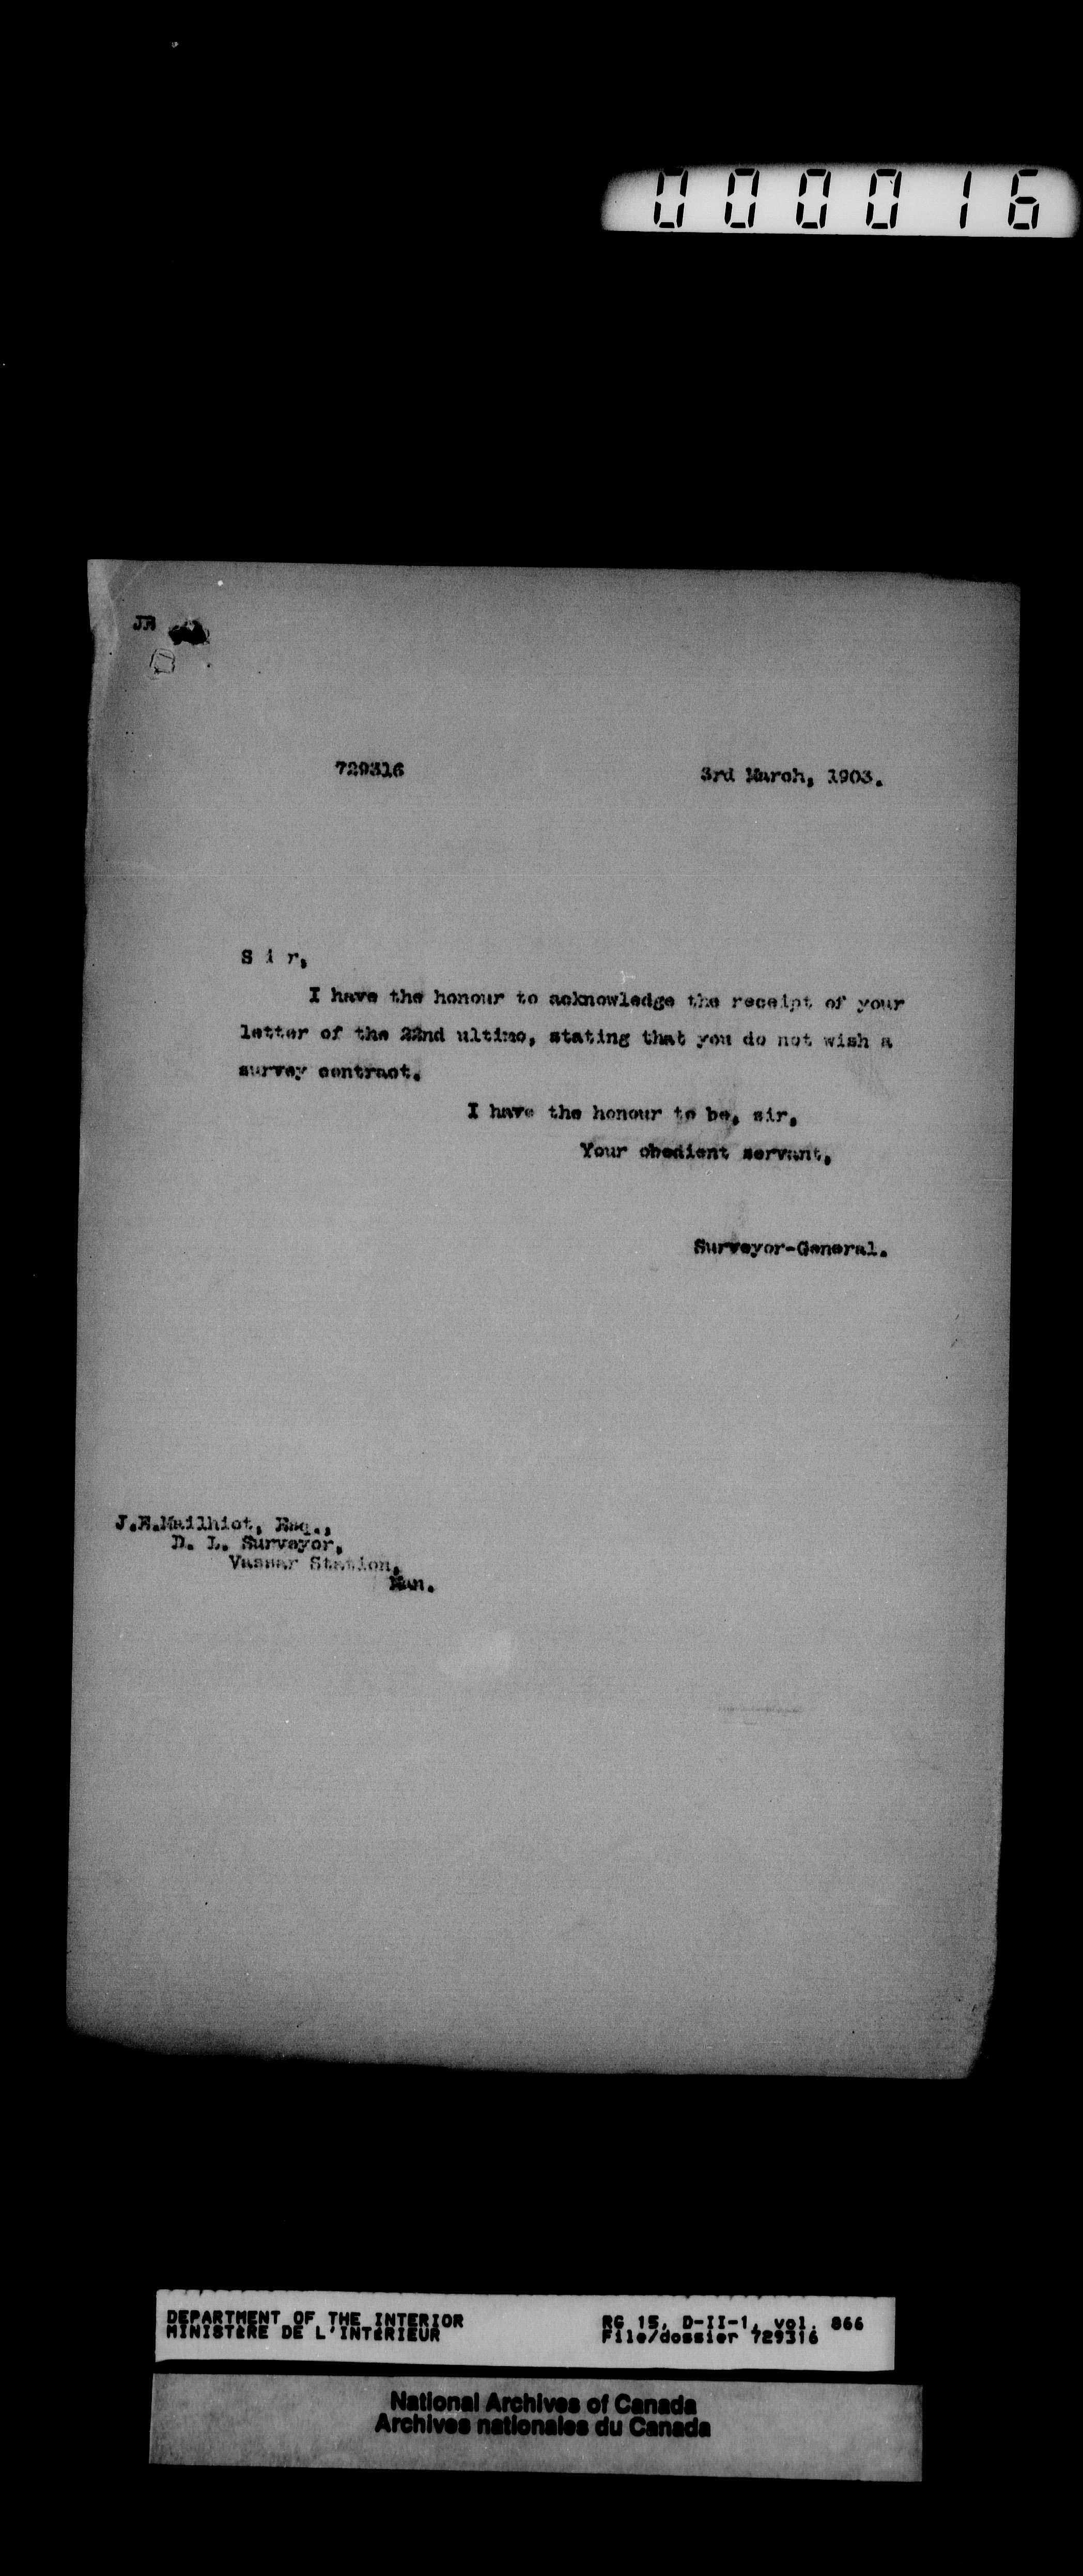 000016
JR
729316
3rd March, 1903.
S i r,
I have the honour to acknowledge the receipt of your
letter of the 22nd ultimo, stating that you do not wish a
survey contract.
I have the honour to be, sir,
Your obedient servant,
Surveyor-General.
J.E.Mailhiot, Esq.,
D. L. Surveyor,
Vassar Station,
Man.
DEPARTMENT OF THE INTERIOR
MINISTÈRE DE L'INTÉRIEUR
RG 15, D-II-1, vol. 866
File/dossier 729316
National Archives of Canada
Archives nationales du Canada